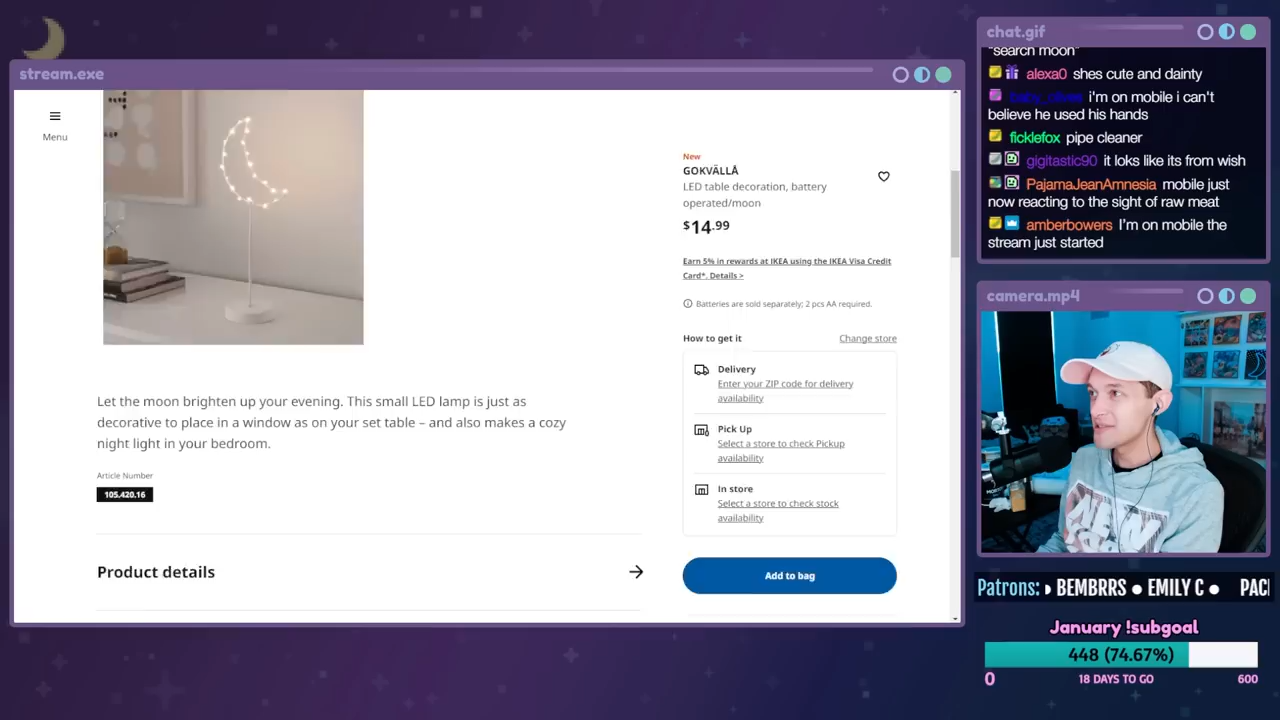 stream.exe
Menu
New
GOKVÄLLÅ
LED table decoration, battery
operated/moon
$14.99
Earn 5% in rewards at IKEA using the IKEA Visa Credit
Card*. Details >
Batteries are sold separately; 2 pcs AA required.
How to get it
Change store
Delivery
Enter your ZIP code for delivery
availability
Pick Up
Select a store to check Pickup
availability
In store
Select a store to check stock
availability
Add to bag
Let the moon brighten up your evening. This small LED lamp is just as
decorative to place in a window as on your set table – and also makes a cozy
night light in your bedroom.
Article Number
105.420.16
Product details
chat.gif
"search moon"
alexa0 shes cute and dainty
i'm on mobile i can't
believe he used his hands
ficklefox pipe cleaner
gigitastic90 it loks like its from wish
PajamaJeanAmnesia mobile just
now reacting to the sight of raw meat
amberbowers I'm on mobile the
stream just started
camera.mp4
Patrons: BEMBRRS ● EMILY C ●
January !subgoal
448 (74.67%)
0
18 DAYS TO GO
600